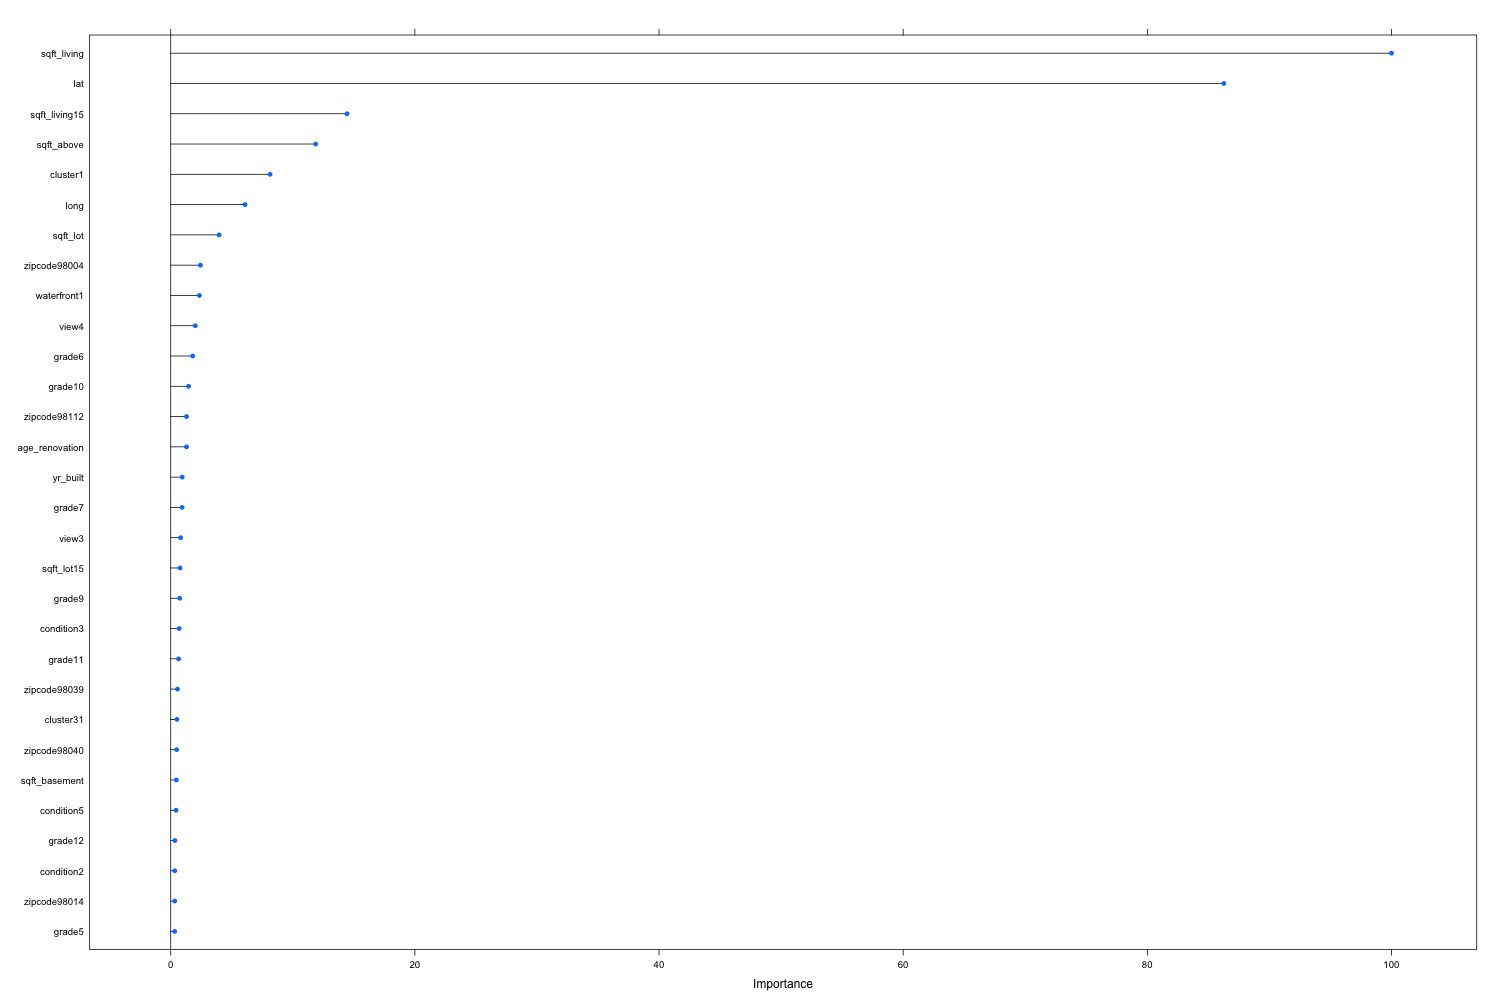 sqft_living
lat
sqft_living15
sqft_above
cluster1
long
sqft_lot
zipcode98004
waterfront1
view4
grade6
grade10
zipcode98112
age_renovation
yr_built
grade7
view3
sqft_lot15
grade9
condition3
grade11
zipcode98039
cluster31
zipcode98040
sqft_basement
condition5
grade12
condition2
zipcode98014
grade5
0 20 40 60 80 100
Importance